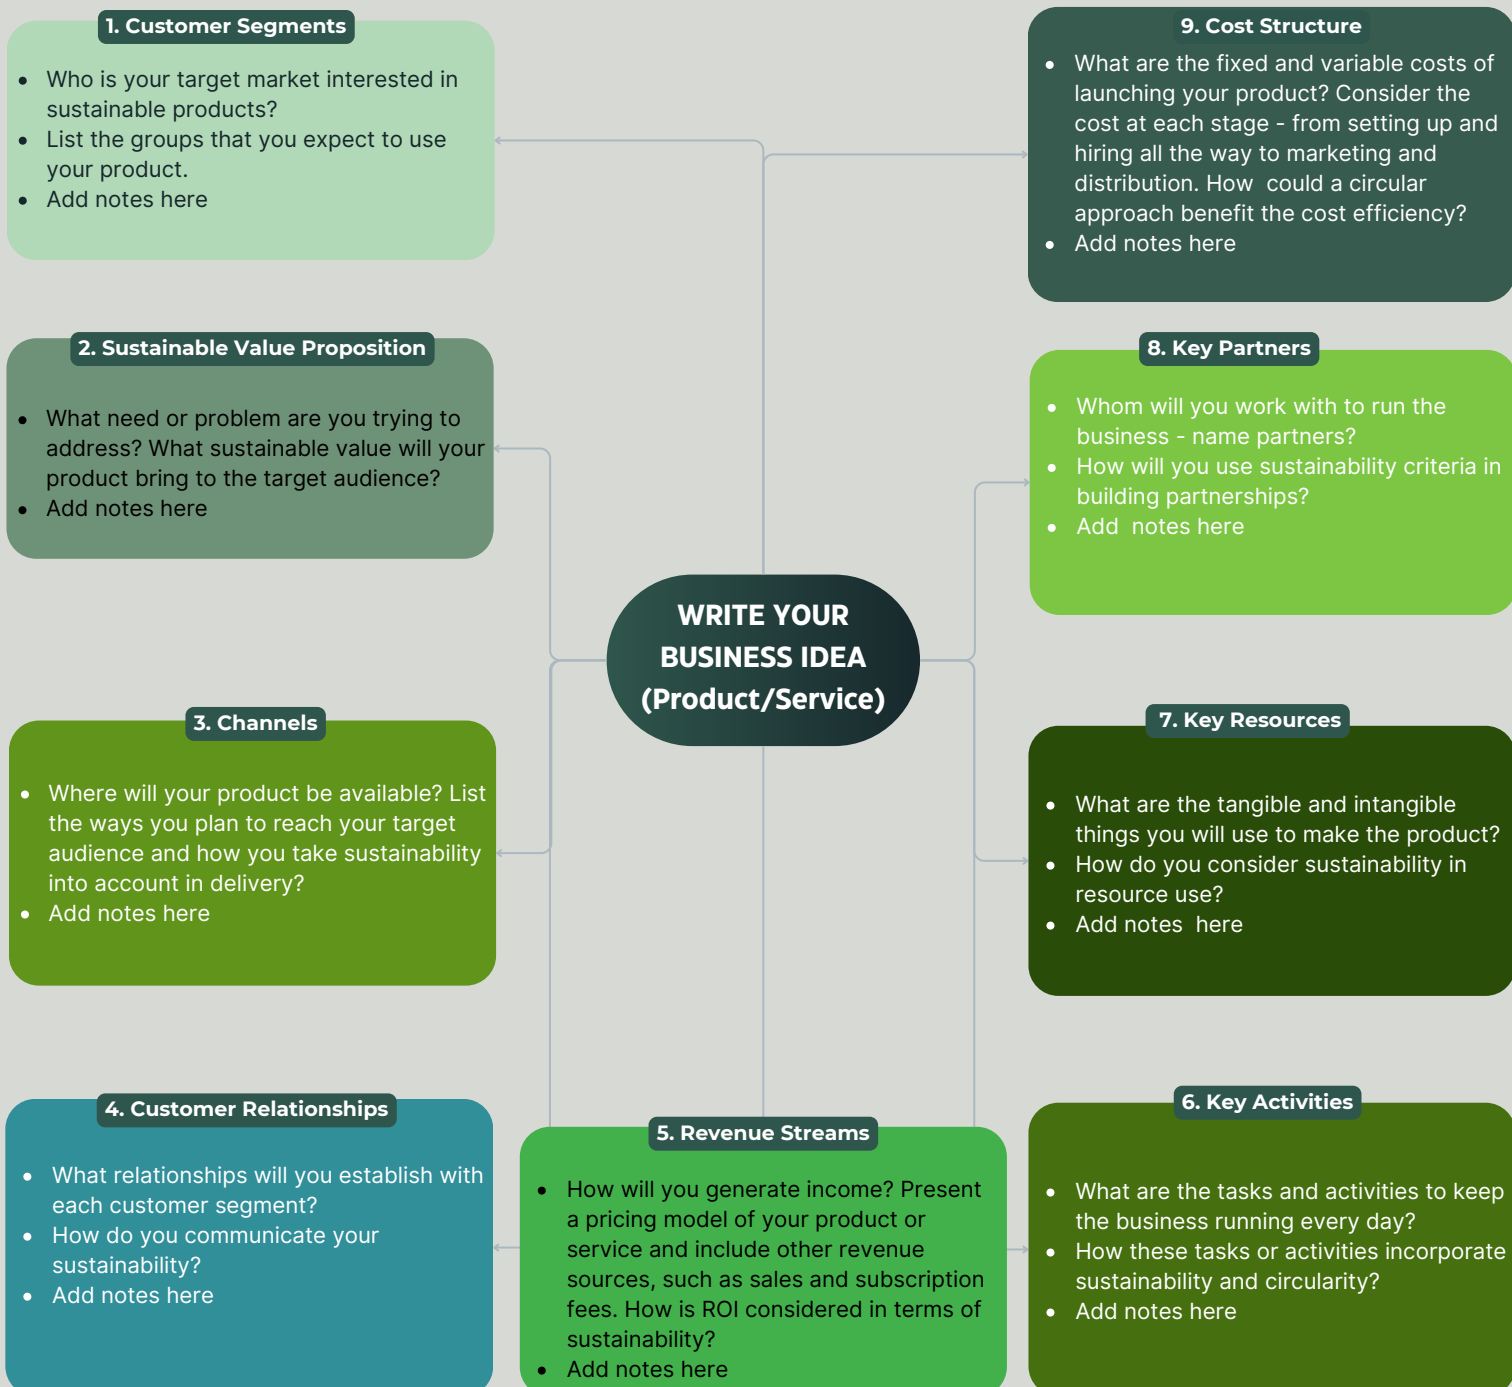 1. Customer Segments
• Who is your target market interested in
sustainable products?
• List the groups that you expect to use
your product.
• Add notes here
2. Sustainable Value Proposition
• What need or problem are you trying to
address? What sustainable value will your
product bring to the target audience?
• Add notes here
3. Channels
• Where will your product be available? List
the ways you plan to reach your target
audience and how you take sustainability
into account in delivery?
• Add notes here
4. Customer Relationships
• What relationships will you establish with
each customer segment?
• How do you communicate your
sustainability?
• Add notes here
WRITE YOUR
BUSINESS IDEA
(Product/Service)
5. Revenue Streams
• How will you generate income? Present
a pricing model of your product or
service and include other revenue
sources, such as sales and subscription
fees. How is ROI considered in terms of
sustainability?
• Add notes here
9. Cost Structure
• What are the fixed and variable costs of
launching your product? Consider the
cost at each stage - from setting up and
hiring all the way to marketing and
distribution. How  could a circular
approach benefit the cost efficiency?
• Add notes here
8. Key Partners
• Whom will you work with to run the
business - name partners?
• How will you use sustainability criteria in
building partnerships?
• Add  notes here
7. Key Resources
• What are the tangible and intangible
things you will use to make the product?
• How do you consider sustainability in
resource use?
• Add notes  here
6. Key Activities
• What are the tasks and activities to keep
the business running every day?
• How these tasks or activities incorporate
sustainability and circularity?
• Add notes here